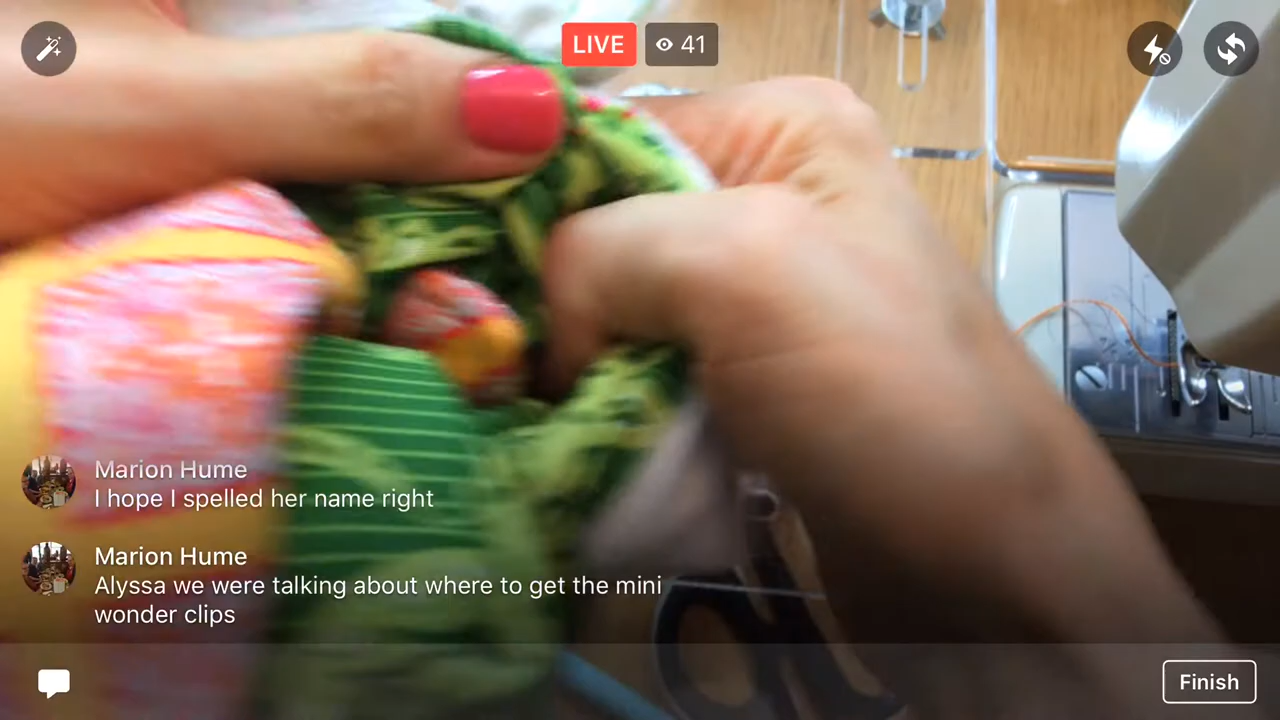 LIVE 41
Marion Hume
I hope I spelled her name right
Marion Hume
Alyssa we were talking about where to get the mini
wonder clips
Finish